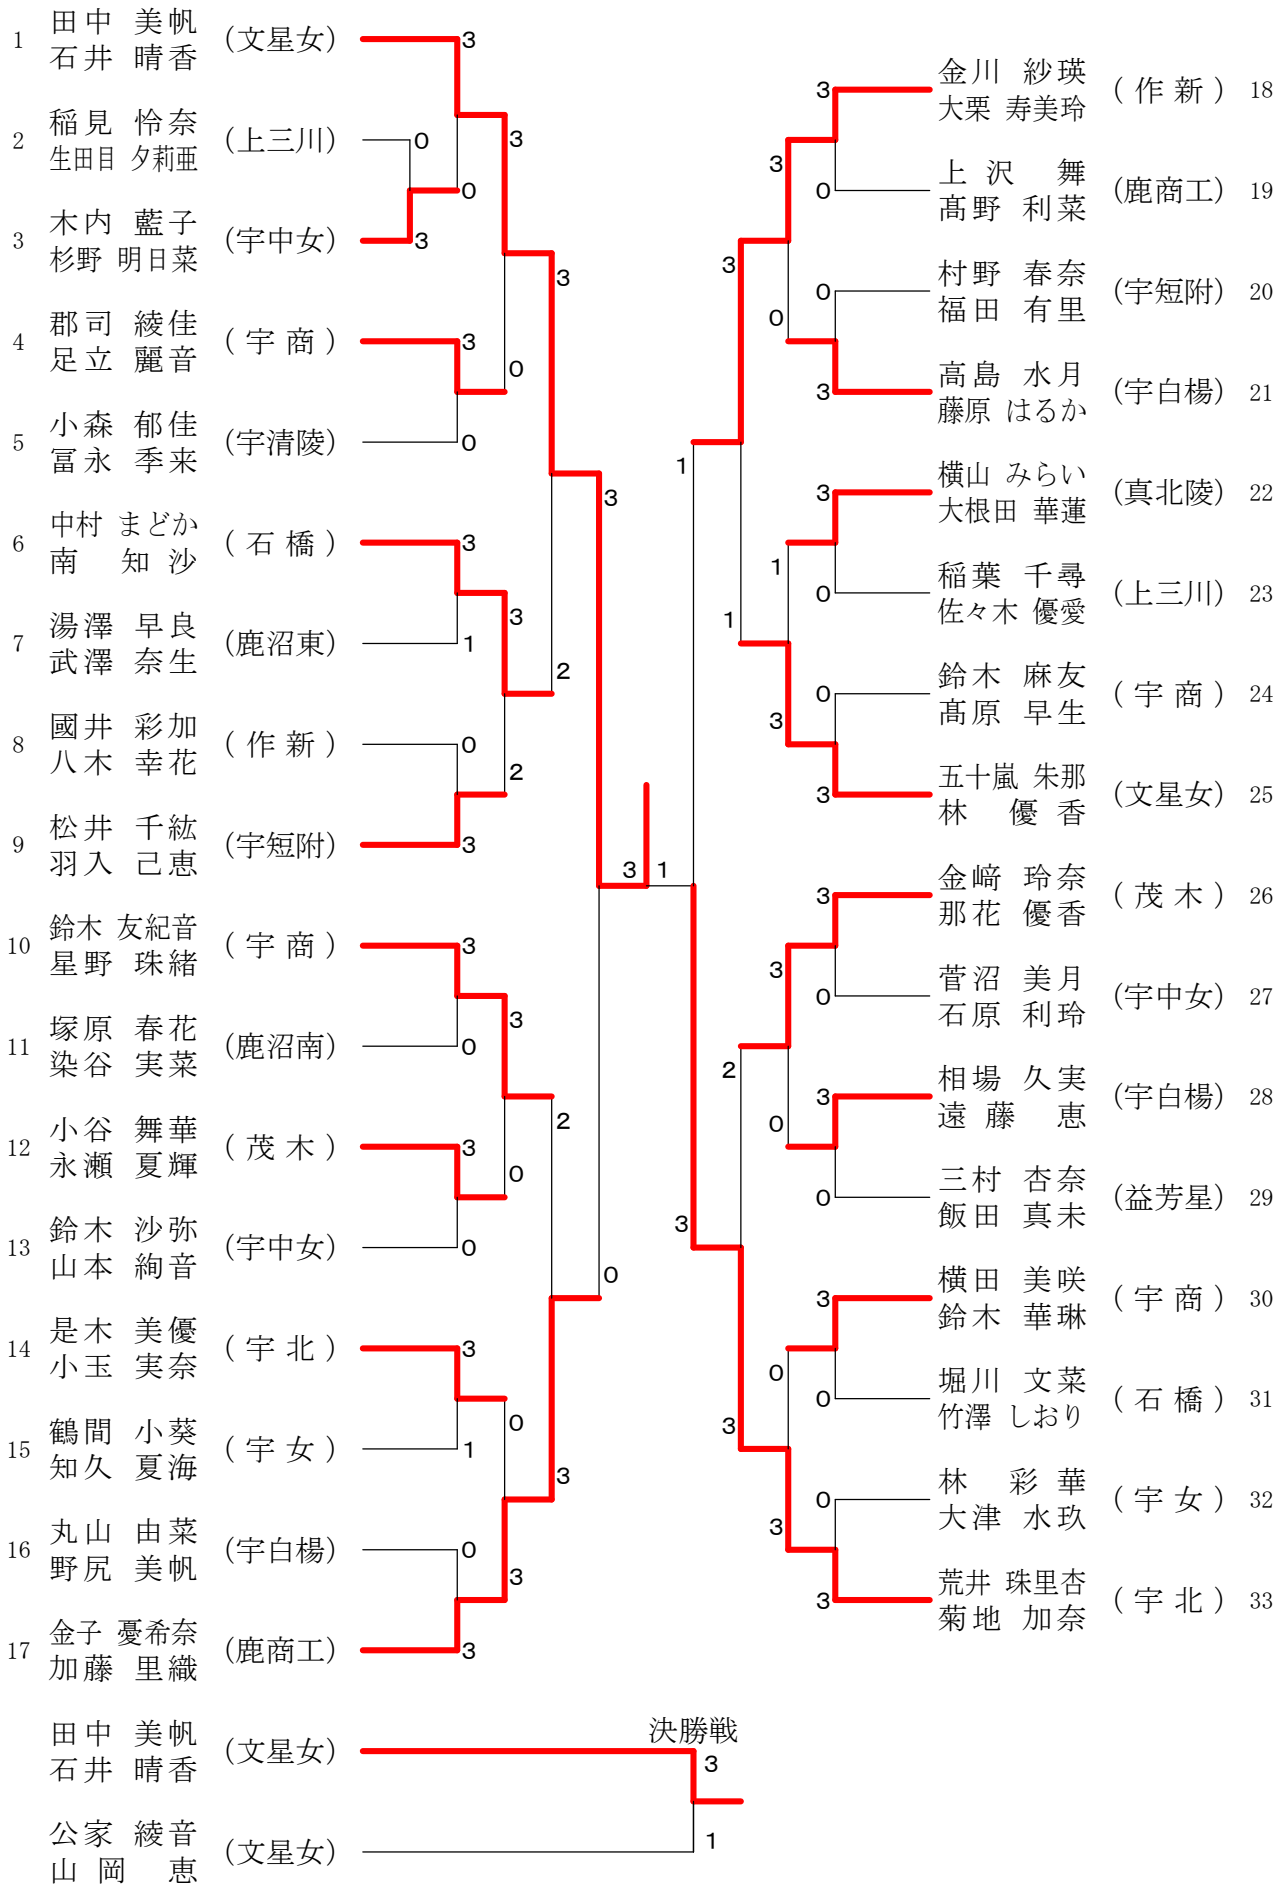 1 田中 美帆 (文星女) 3
石井 晴香
2 稲見 怜奈 (上三川) 0
生田目 夕莉亜
3 木内 藍子 (宇中女) 3
杉野 明日菜
0
3
4 郡司 綾佳 (宇商) 3
足立 麗音
5 小森 郁佳 (宇清陵) 0
冨永 季来
0
3
6 中村 まどか (石橋) 3
南 知沙
7 湯澤 早良 (鹿沼東) 1
武澤 奈生
3
8 國井 彩加 (作新) 0
八木 幸花
9 松井 千紘 (宇短附) 3
羽入 己恵
2
2
3
10 鈴木 友紀音 (宇商) 3
星野 珠緒
11 塚原 春花 (鹿沼南) 0
染谷 実菜
3
12 小谷 舞華 (茂木) 3
永瀬 夏輝
13 鈴木 沙弥 (宇中女) 0
山本 絢音
0
2
14 是木 美優 (宇北) 3
小玉 実奈
15 鶴間 小葵 (宇女) 1
知久 夏海
0
16 丸山 由菜 (宇白楊) 0
野尻 美帆
17 金子 憂希奈 (鹿商工) 3
加藤 里織
3
3
0
3 1
3 金川 紗瑛 (作新) 18
大栗 寿美玲
0 上沢 舞 (鹿商工) 19
髙野 利菜
3
0 村野 春奈 (宇短附) 20
福田 有里
3 高島 水月 (宇白楊) 21
藤原 はるか
0
3
3 横山 みらい (真北陵) 22
大根田 華蓮
0 稲葉 千尋 (上三川) 23
佐々木 優愛
1
0 鈴木 麻友 (宇商) 24
髙原 早生
3 五十嵐 朱那 (文星女) 25
林 優香
3
1
1
3 金﨑 玲奈 (茂木) 26
那花 優香
0 菅沼 美月 (宇中女) 27
石原 利玲
3
3 相場 久実 (宇白楊) 28
遠藤 恵
0 三村 杏奈 (益芳星) 29
飯田 真未
0
2
3 横田 美咲 (宇商) 30
鈴木 華琳
0 堀川 文菜 (石橋) 31
竹澤 しおり
0
0 林 彩華 (宇女) 32
大津 水玖
3 荒井 珠里杏 (宇北) 33
菊地 加奈
3
3
3
決勝戦
田中 美帆 (文星女) 3
石井 晴香
公家 綾音 (文星女) 1
山岡 恵